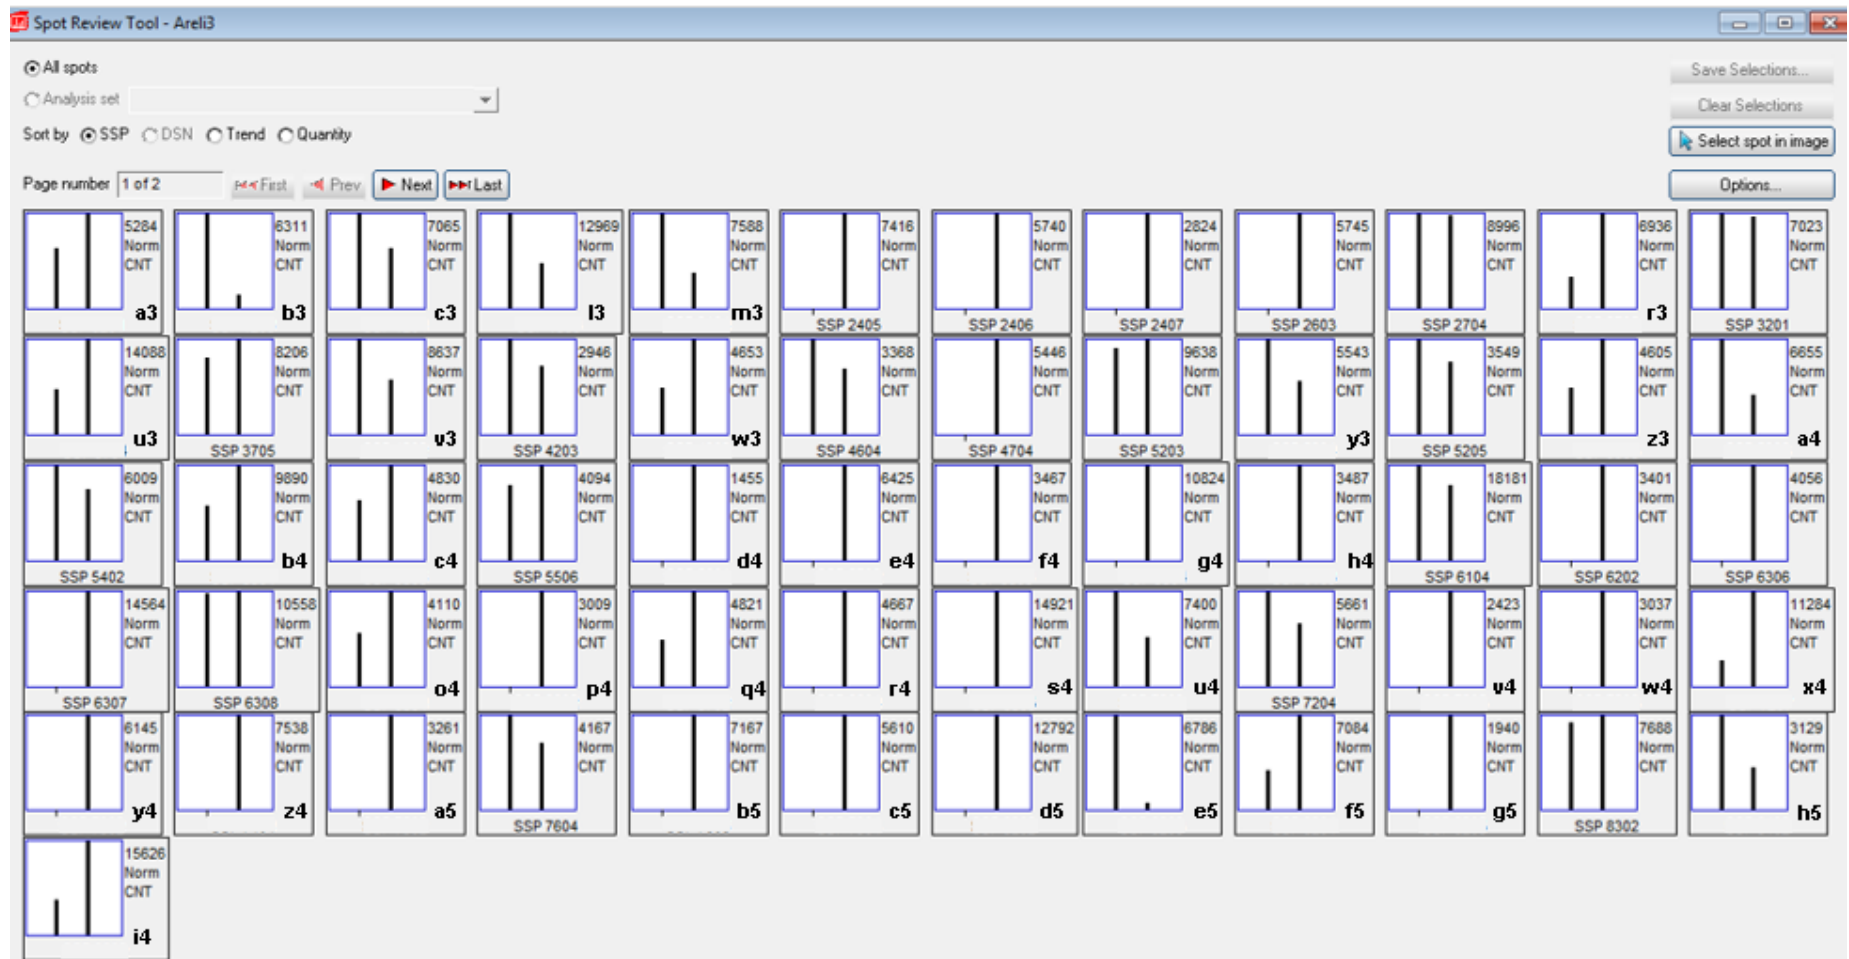 Spot Review Tool - Areli3
All spots
Analysis set
Sort by SSP DSN Trend Quantity
Page number 1 of 2 First Prev Next Last
Save Selections...
Clear Selections
Select spot in image
Options...
5284 Norm CNT a3
6311 Norm CNT b3
7065 Norm CNT c3
12969 Norm CNT l3
7588 Norm CNT m3
7416 Norm CNT SSP 2405
5740 Norm CNT SSP 2406
2824 Norm CNT SSP 2407
5745 Norm CNT SSP 2603
8996 Norm CNT SSP 2704
6936 Norm CNT r3
7023 Norm CNT SSP 3201
14088 Norm CNT u3
8206 Norm CNT SSP 3705
8637 Norm CNT v3
2946 Norm CNT SSP 4203
4653 Norm CNT w3
3368 Norm CNT SSP 4604
5446 Norm CNT SSP 4704
9638 Norm CNT SSP 5203
5543 Norm CNT y3
3549 Norm CNT SSP 5205
4605 Norm CNT z3
6655 Norm CNT a4
6009 Norm CNT SSP 5402
9890 Norm CNT b4
4830 Norm CNT c4
4094 Norm CNT SSP 5506
1455 Norm CNT d4
6425 Norm CNT e4
3467 Norm CNT f4
10824 Norm CNT g4
3487 Norm CNT h4
18181 Norm CNT SSP 6104
3401 Norm CNT SSP 6202
4056 Norm CNT SSP 6306
14564 Norm CNT SSP 6307
10558 Norm CNT SSP 6308
4110 Norm CNT o4
3009 Norm CNT p4
4821 Norm CNT q4
4667 Norm CNT r4
14921 Norm CNT s4
7400 Norm CNT u4
5661 Norm CNT SSP 7204
2423 Norm CNT v4
3037 Norm CNT w4
11284 Norm CNT x4
6145 Norm CNT y4
7538 Norm CNT z4
3261 Norm CNT a5
4167 Norm CNT SSP 7604
7167 Norm CNT b5
5610 Norm CNT c5
12792 Norm CNT d5
6786 Norm CNT e5
7084 Norm CNT f5
1940 Norm CNT g5
7688 Norm CNT SSP 8302
3129 Norm CNT h5
15626 Norm CNT i4